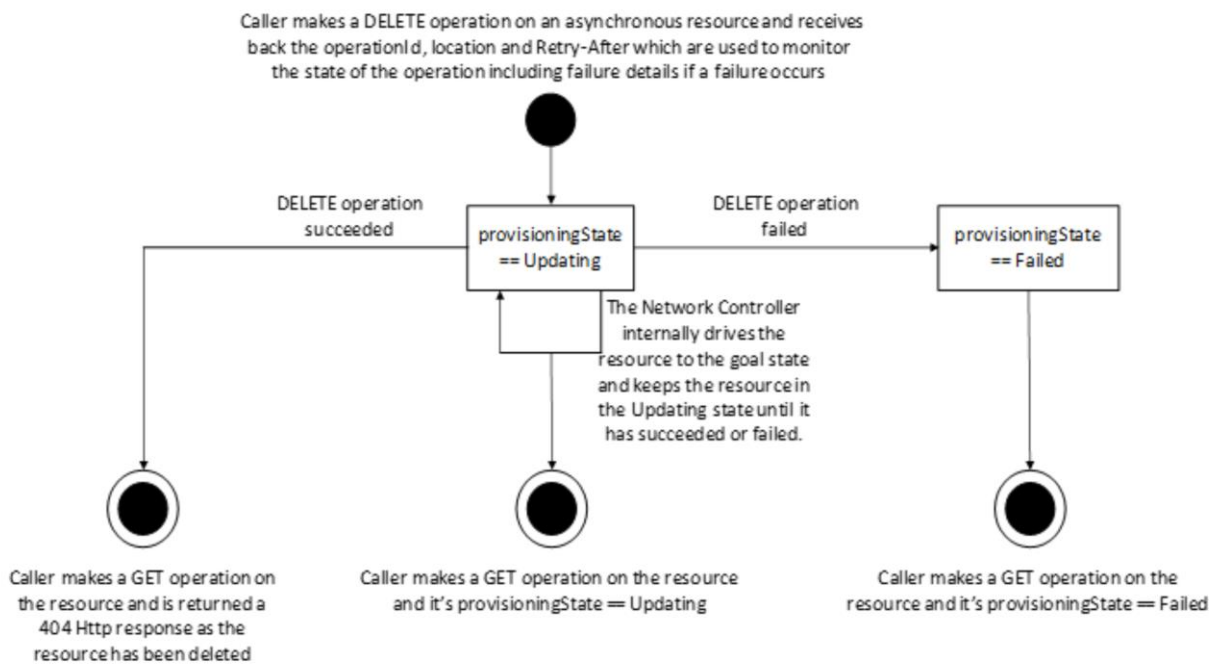 Caller makes a DELETE operation on an asynchronous resource and receives
back the operationId, location and Retry-After which are used to monitor
the state of the operation including failure details if a failure occurs
DELETE operation
succeeded
provisioningState
== Updating
DELETE operation
failed
provisioningState
== Failed
The Network Controller
internally drives the
resource to the goal state
and keeps the resource in
the Updating state until it
has succeeded or failed.
Caller makes a GET operation on
the resource and is returned a
404 Http response as the
resource has been deleted
Caller makes a GET operation on the resource
and it's provisioningState == Updating
Caller makes a GET operation on the
resource and it's provisioningState == Failed